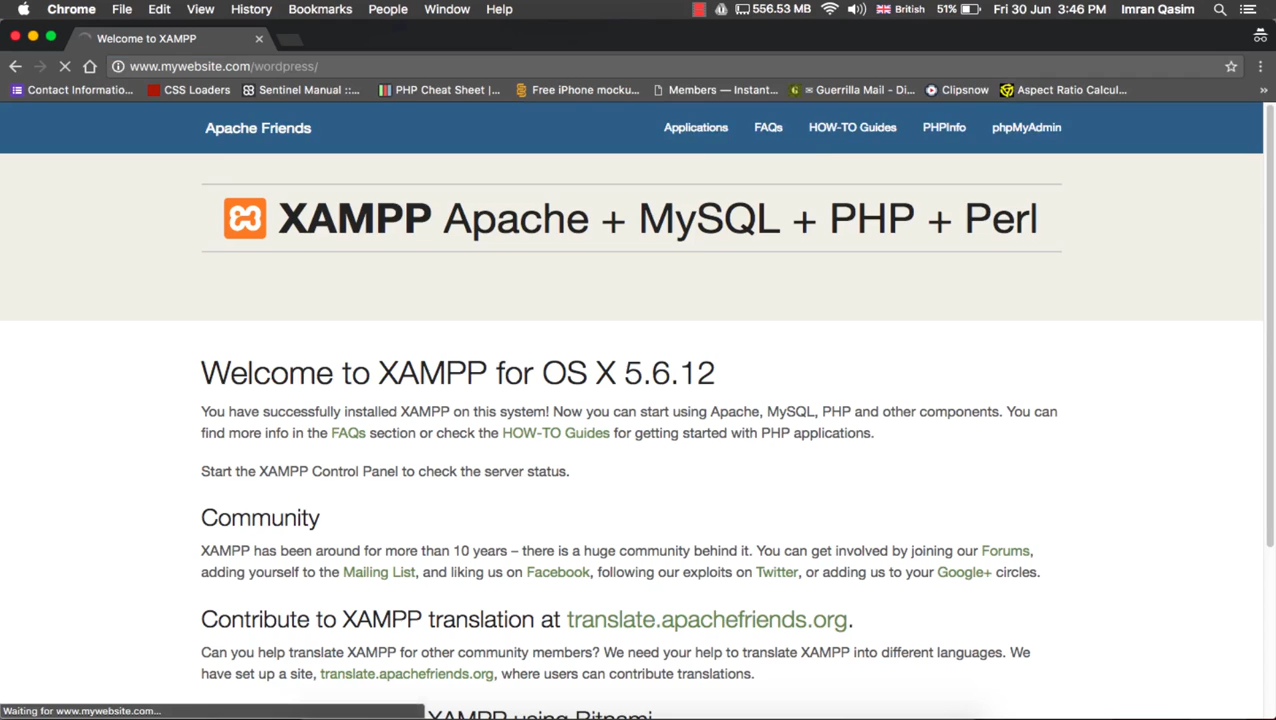 Chrome File Edit View History Bookmarks People Window Help 556.53 MB British 51% Fri 30 Jun 3:46 PM Imran Qasim
Welcome to XAMPP
www.mywebsite.com/wordpress/
Contact Informatio... CSS Loaders Sentinel Manual ::... PHP Cheat Sheet |... Free iPhone mocku... Members — Instant... Guerrilla Mail - Di... Clipsnow Aspect Ratio Calcul... »
Apache Friends Applications FAQs HOW-TO Guides PHPInfo phpMyAdmin
XAMPP Apache + MySQL + PHP + Perl
Welcome to XAMPP for OS X 5.6.12
You have successfully installed XAMPP on this system! Now you can start using Apache, MySQL, PHP and other components. You can
find more info in the FAQs section or check the HOW-TO Guides for getting started with PHP applications.
Start the XAMPP Control Panel to check the server status.
Community
XAMPP has been around for more than 10 years – there is a huge community behind it. You can get involved by joining our Forums,
adding yourself to the Mailing List, and liking us on Facebook, following our exploits on Twitter, or adding us to your Google+ circles.
Contribute to XAMPP translation at translate.apachefriends.org.
Can you help translate XAMPP for other community members? We need your help to translate XAMPP into different languages. We
have set up a site, translate.apachefriends.org, where users can contribute translations.
XAMPP using Bitnami
Waiting for www.mywebsite.com...